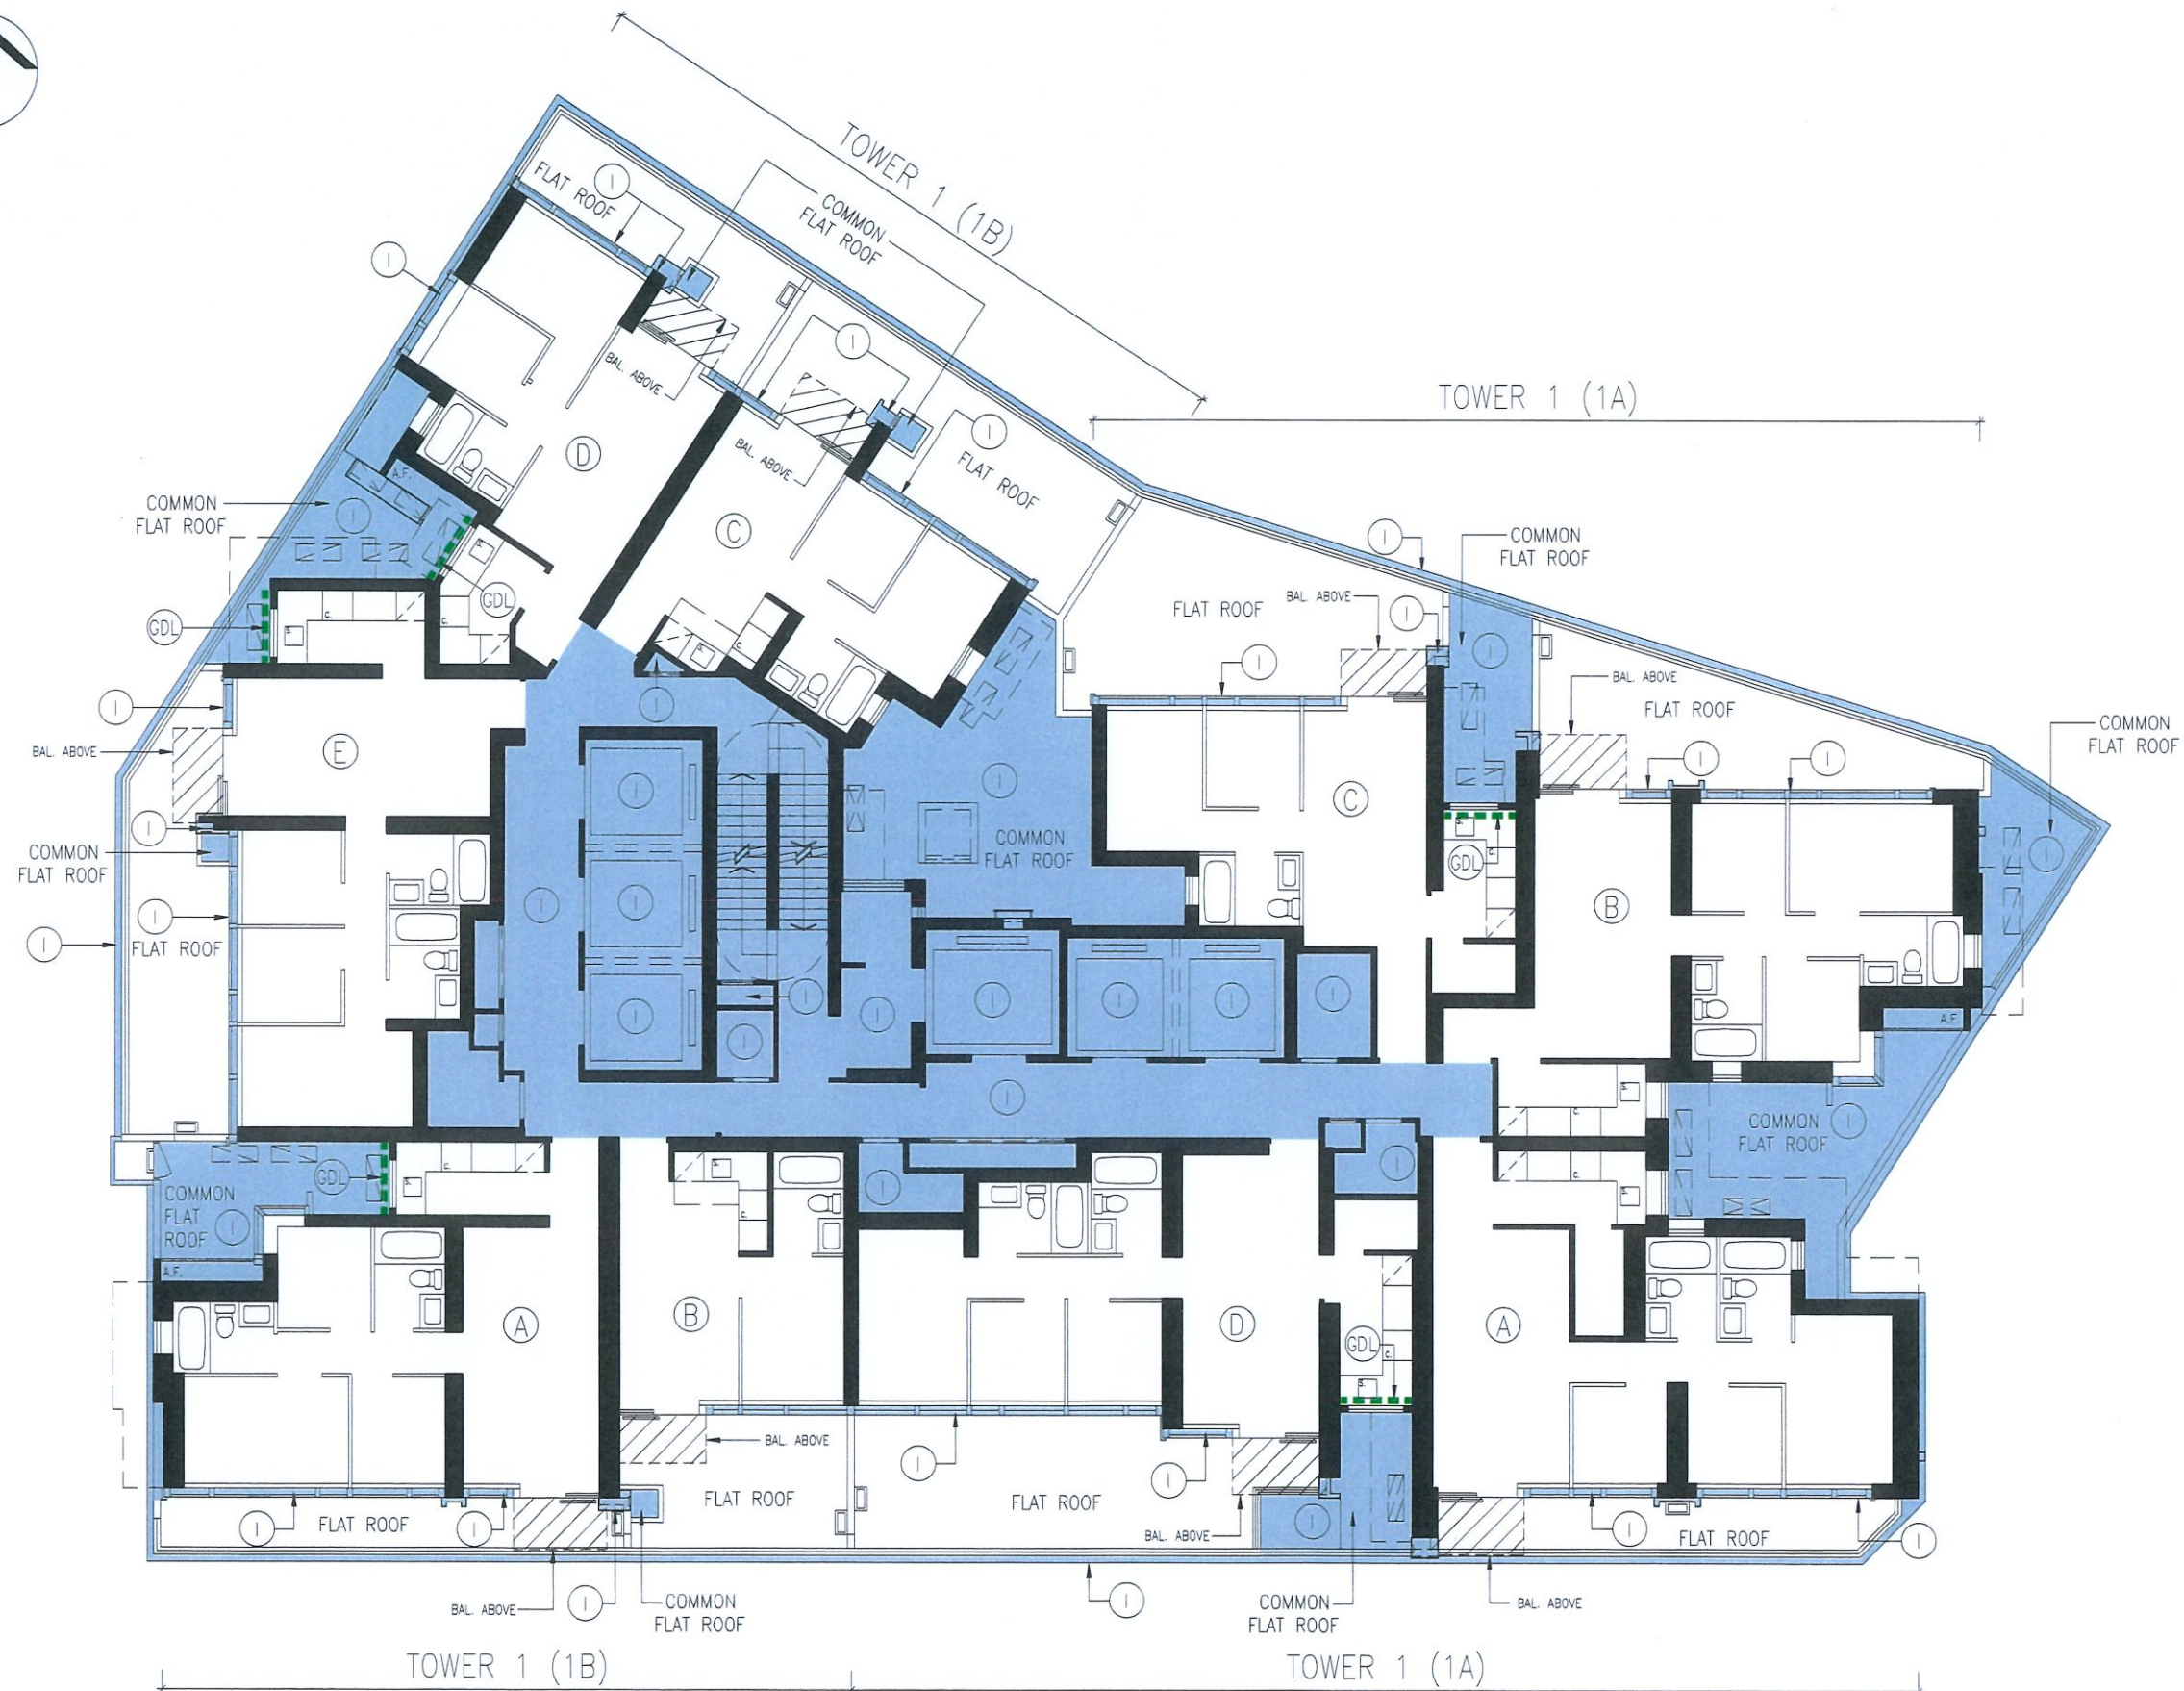 TOWER 1 (1B)
FLAT ROOF
I
COMMON
FLAT ROOF
I
I
BAL. ABOVE
TOWER 1 (1A)
D
BAL. ABOVE
I
FLAT ROOF
A.F.
COMMON
FLAT ROOF
I
C
I
COMMON
FLAT ROOF
S.
GDL
C.
GDL
S.
C.
S.
C.
FLAT ROOF
BAL. ABOVE
I
I
I
BAL. ABOVE
FLAT ROOF
I
I
COMMON
FLAT ROOF
BAL. ABOVE
E
I
I
I
COMMON
FLAT ROOF
C
I
I
I
S.
C.
GDL
B
I
COMMON
FLAT ROOF
I
I
FLAT ROOF
I
I
I
I
I
I
I
I
I
I
I
A.F.
I
S.
C.
COMMON
FLAT ROOF
I
GDL
S.
C.
COMMON
FLAT
ROOF
I
A.F.
S.
C.
I
I
C.
S.
A
B
D
GDL
C.
S.
A
BAL. ABOVE
I
I
FLAT ROOF
I
I
FLAT ROOF
FLAT ROOF
BAL. ABOVE
I
I
FLAT ROOF
I
BAL. ABOVE
I
COMMON
FLAT ROOF
I
COMMON
FLAT ROOF
BAL. ABOVE
TOWER 1 (1B)
TOWER 1 (1A)